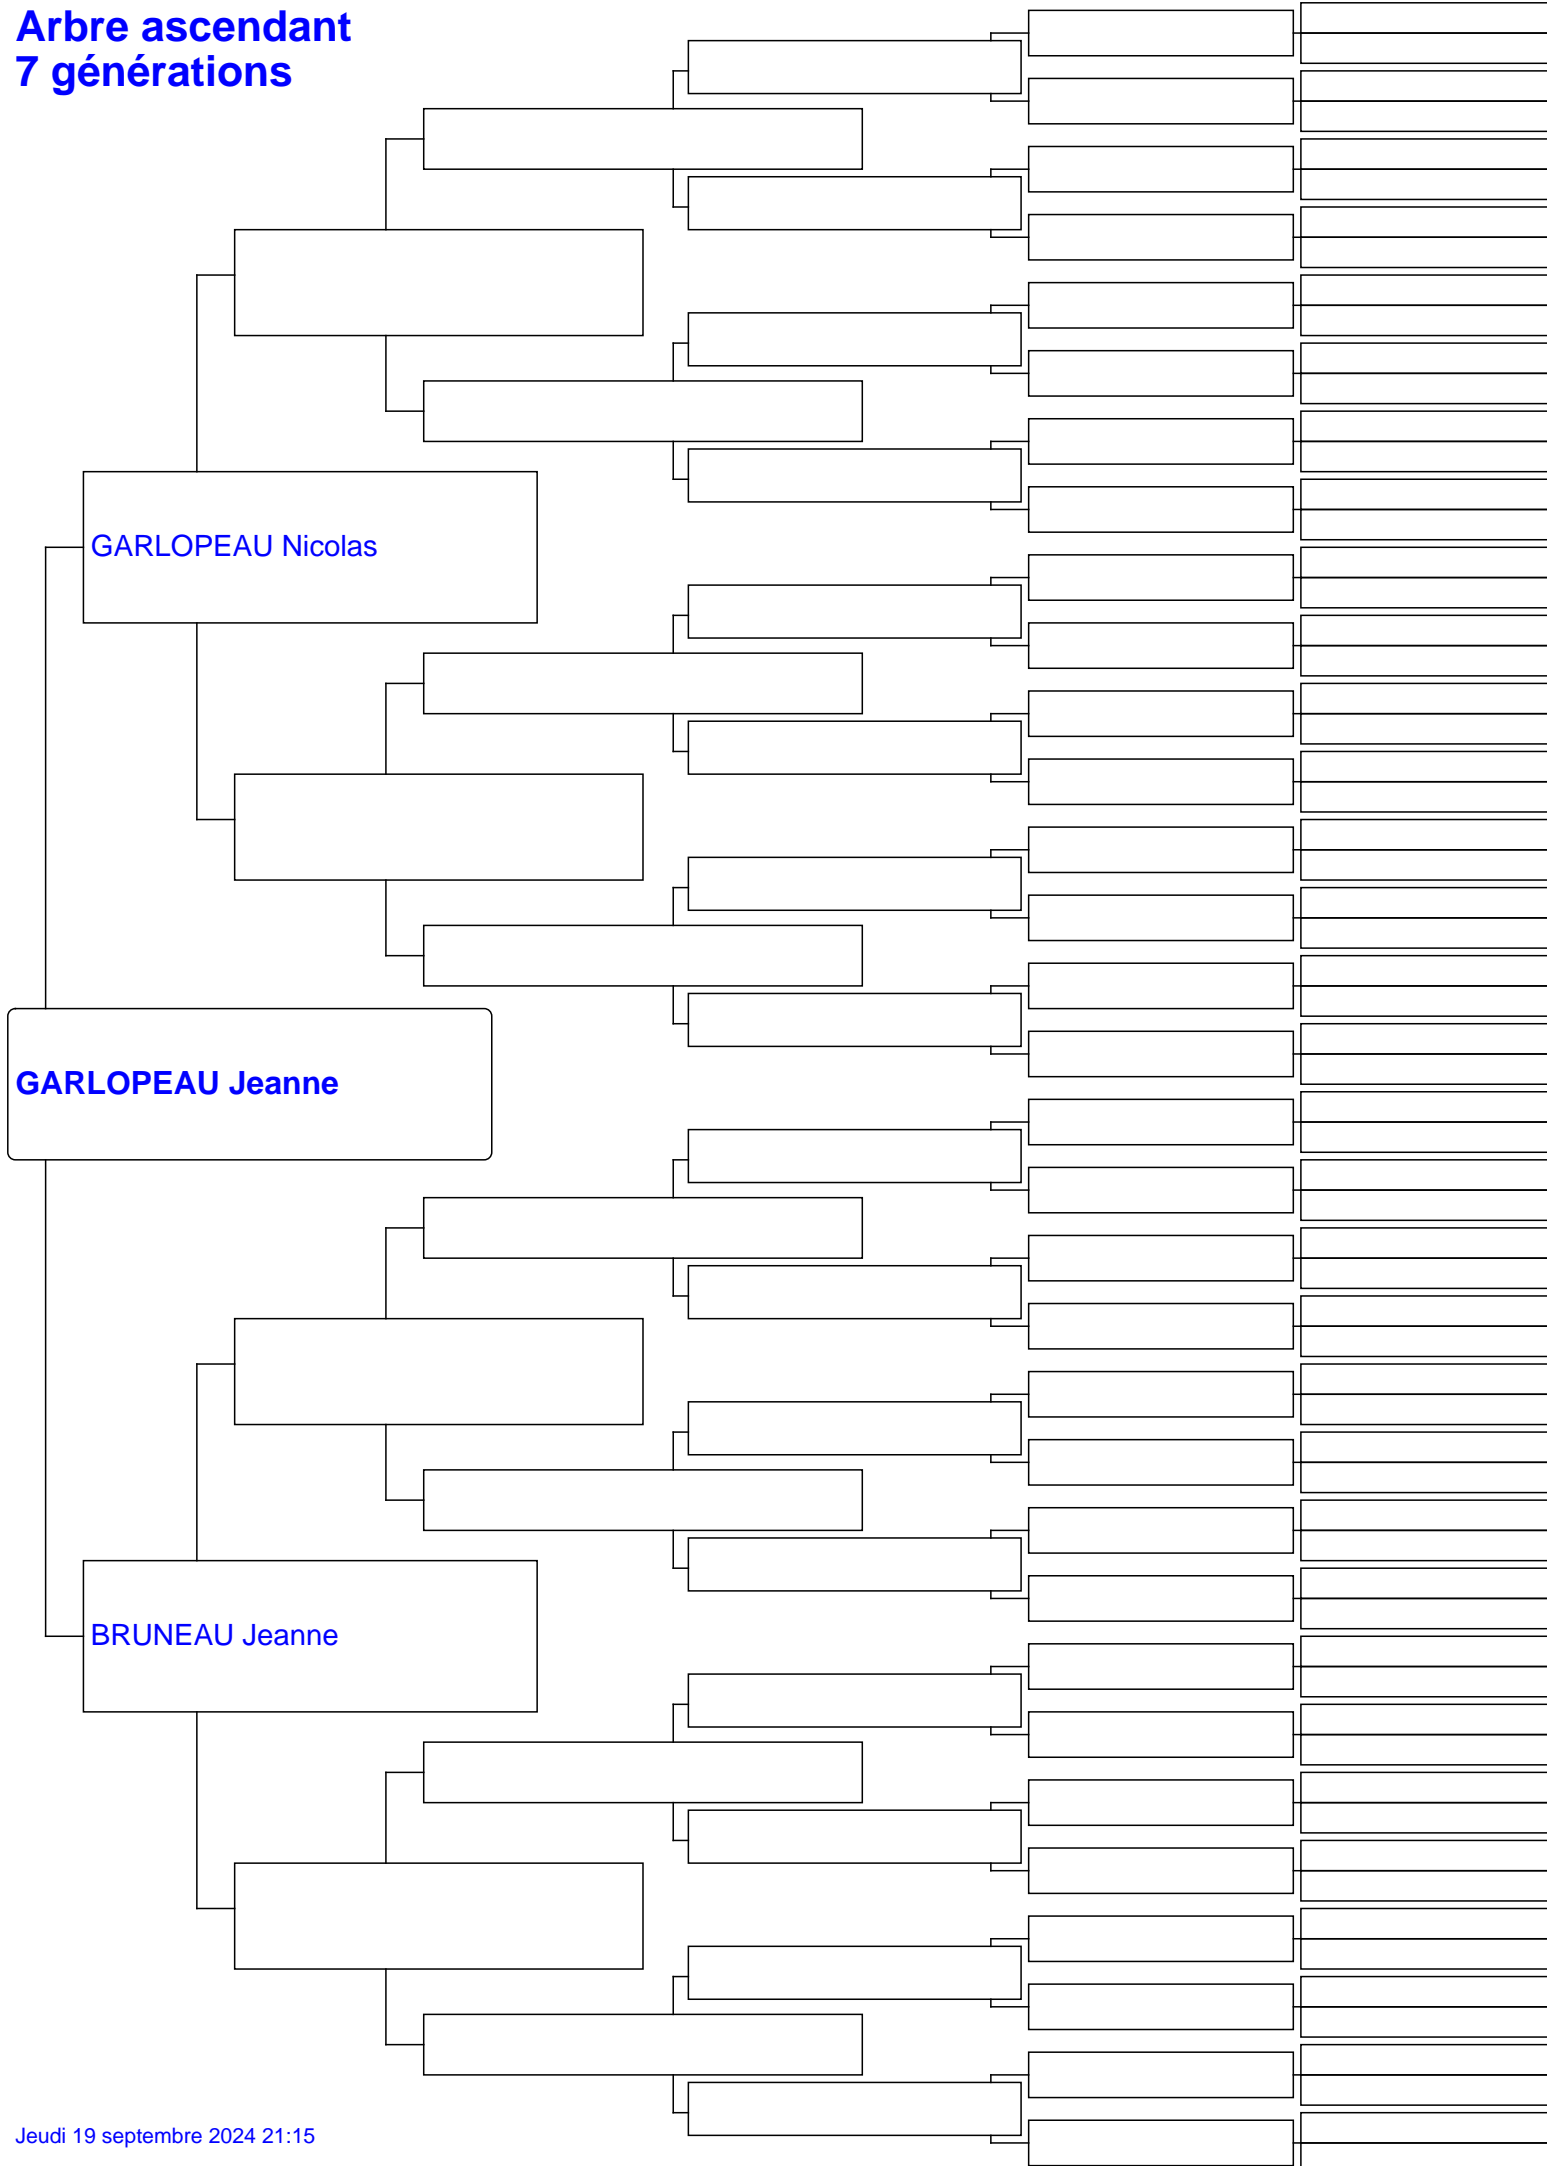 Arbre ascendant
7 générations
GARLOPEAU Nicolas
GARLOPEAU Jeanne
BRUNEAU Jeanne
Jeudi 19 septembre 2024 21:15